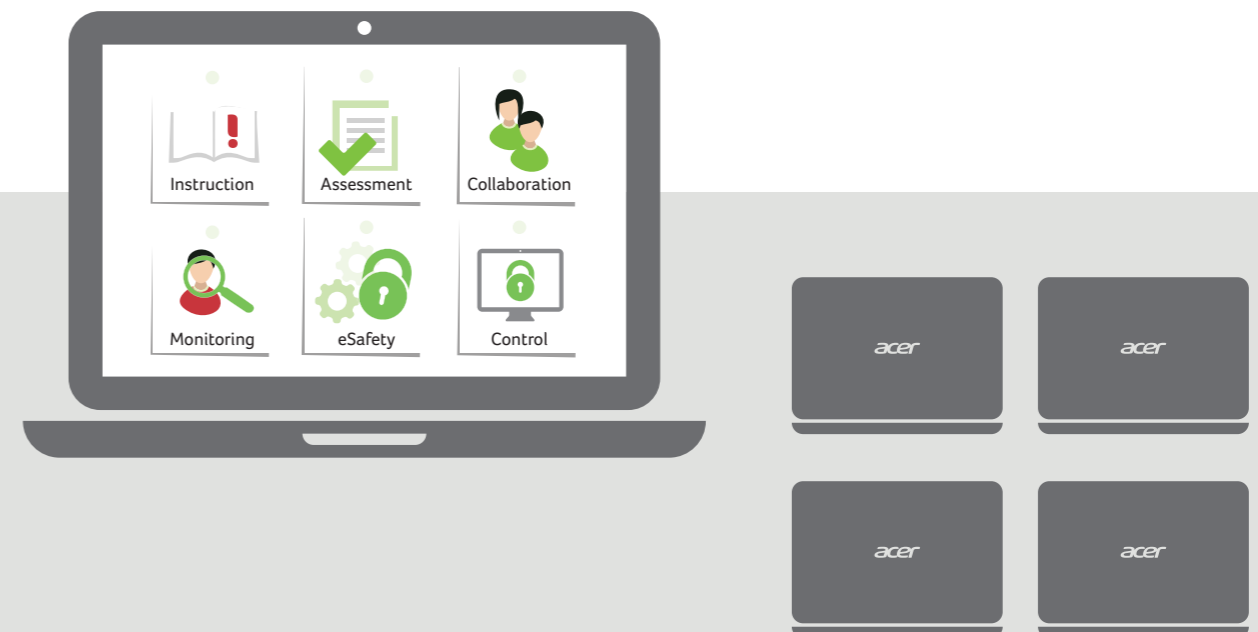 Instruction
Assessment
Collaboration
Monitoring
eSafety
Control
acer
acer
acer
acer